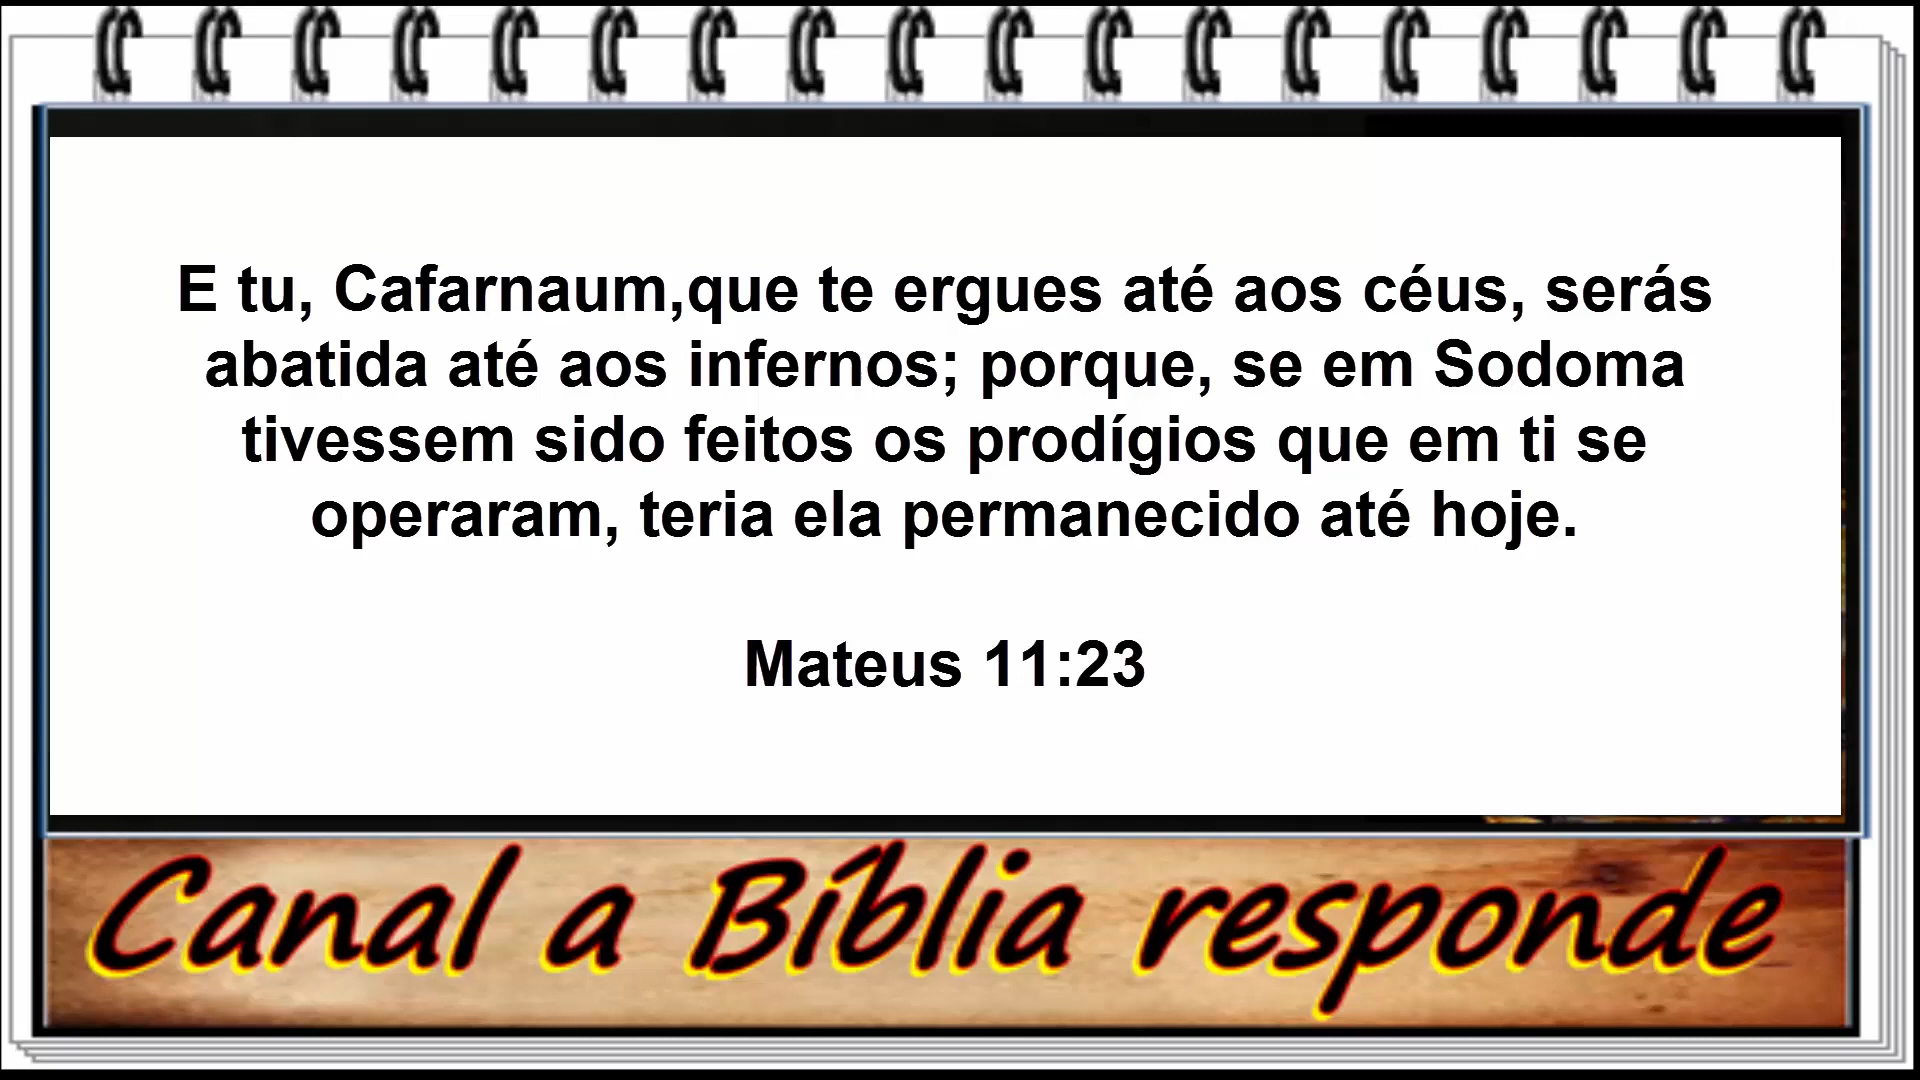 E tu, Cafarnaum,que te ergues até aos céus, serás
abatida até aos infernos; porque, se em Sodoma
tivessem sido feitos os prodígios que em ti se
operaram, teria ela permanecido até hoje.
Mateus 11:23
Canal a Bíblia responde